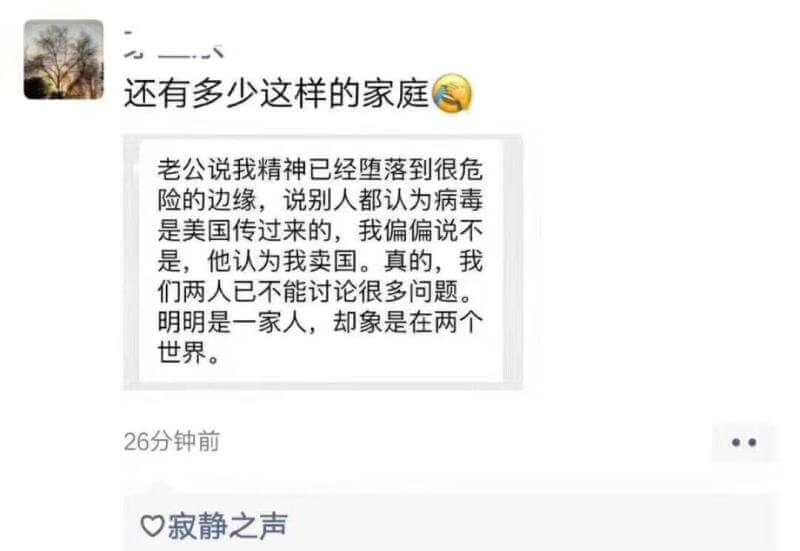 还有多少这样的家庭🤣
老公说我精神已经堕落到很危
险的边缘，说别人都认为病毒
是美国传过来的，我偏偏说不
是，他认为我卖国。真的，我
们两人已不能讨论很多问题。
明明是一家人，却象是在两个
世界。
26分钟前
寂静之声